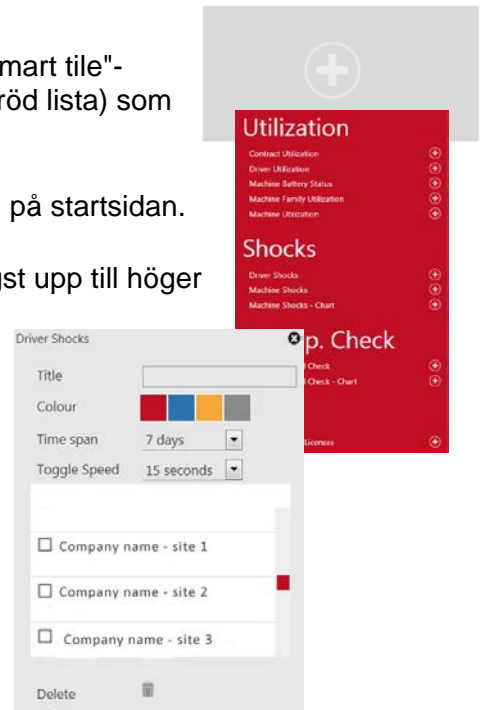 mart tile"-
röd lista) som
på startsidan.
gst upp till höger
Utilization
Contract Utilization
Driver Utilization
Machine Battery Status
Machine Family Utilization
Machine Utilization
Shocks
Driver Shocks
Machine Shocks
Machine Shocks - Chart
p. Check
l Check
l Check - Chart
Licenses
Driver Shocks
Title
Colour
Time span 7 days
Toggle Speed 15 seconds
Company name - site 1
Company name - site 2
Company name - site 3
Delete